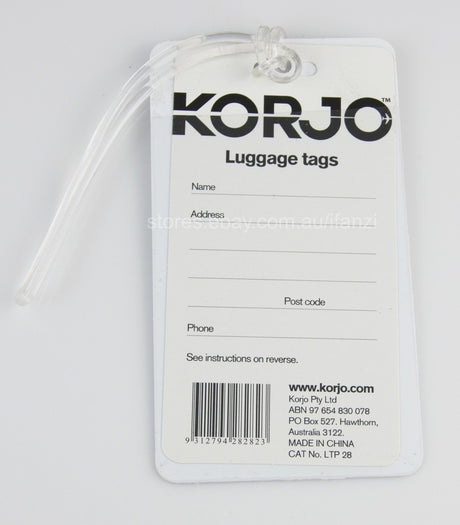 KORJO™
Luggage tags
Name
Address
stores.ebay.com.au/ifanzi
Post code
Phone
See instructions on reverse.
www.korjo.com
Korjo Pty Ltd
ABN 97 654 830 078
PO Box 527. Hawthorn,
Australia 3122.
MADE IN CHINA
CAT No. LTP 28
9 312794 282823